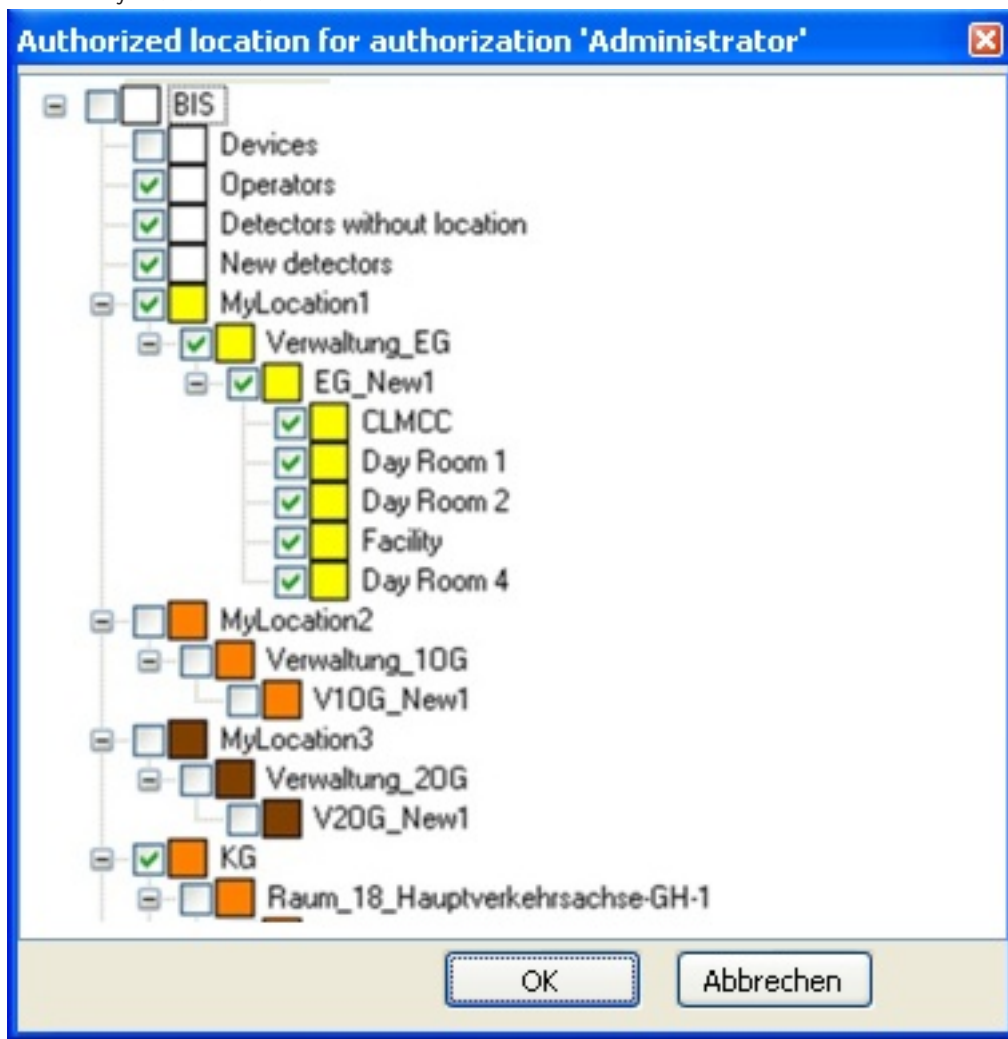 Authorized location for authorization 'Administrator'
BIS
Devices
Operators
Detectors without location
New detectors
MyLocation1
Verwaltung_EG
EG_New1
CLMCC
Day Room 1
Day Room 2
Facility
Day Room 4
MyLocation2
Verwaltung_1OG
V1OG_New1
MyLocation3
Verwaltung_2OG
V2OG_New1
KG
Raum_18_Hauptverkehrsachse-GH-1
OK
Abbrechen